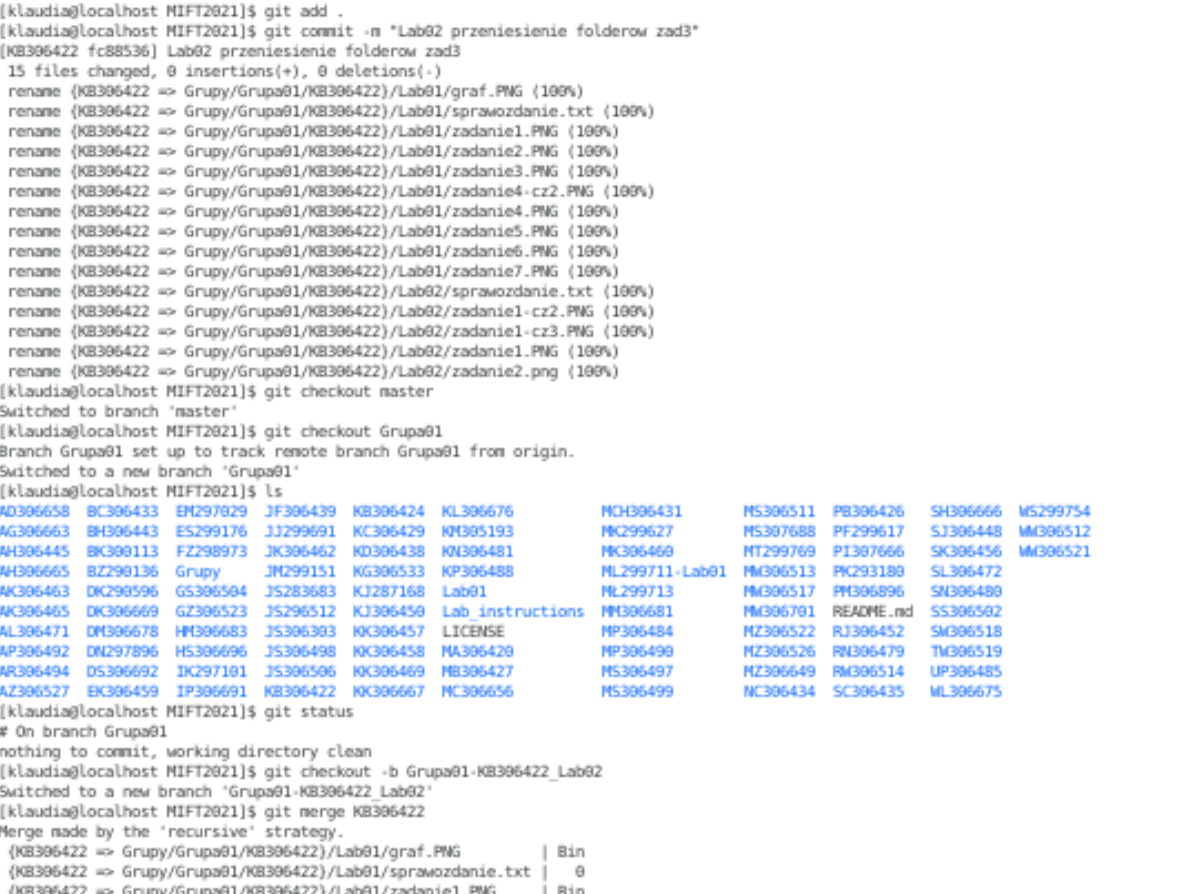 [klaudia@localhost MIFT2021]$ git add .
[klaudia@localhost MIFT2021]$ git commit -m "Lab02 przeniesienie folderow zad3"
[KB306422 fc88536] Lab02 przeniesienie folderow zad3
 15 files changed, 0 insertions(+), 0 deletions(-)
 rename {KB306422 => Grupy/Grupa01/KB306422}/Lab01/graf.PNG (100%)
 rename {KB306422 => Grupy/Grupa01/KB306422}/Lab01/sprawozdanie.txt (100%)
 rename {KB306422 => Grupy/Grupa01/KB306422}/Lab01/zadanie1.PNG (100%)
 rename {KB306422 => Grupy/Grupa01/KB306422}/Lab01/zadanie2.PNG (100%)
 rename {KB306422 => Grupy/Grupa01/KB306422}/Lab01/zadanie3.PNG (100%)
 rename {KB306422 => Grupy/Grupa01/KB306422}/Lab01/zadanie4-cz2.PNG (100%)
 rename {KB306422 => Grupy/Grupa01/KB306422}/Lab01/zadanie4.PNG (100%)
 rename {KB306422 => Grupy/Grupa01/KB306422}/Lab01/zadanie5.PNG (100%)
 rename {KB306422 => Grupy/Grupa01/KB306422}/Lab01/zadanie6.PNG (100%)
 rename {KB306422 => Grupy/Grupa01/KB306422}/Lab01/zadanie7.PNG (100%)
 rename {KB306422 => Grupy/Grupa01/KB306422}/Lab02/sprawozdanie.txt (100%)
 rename {KB306422 => Grupy/Grupa01/KB306422}/Lab02/zadanie1-cz2.PNG (100%)
 rename {KB306422 => Grupy/Grupa01/KB306422}/Lab02/zadanie1-cz3.PNG (100%)
 rename {KB306422 => Grupy/Grupa01/KB306422}/Lab02/zadanie1.PNG (100%)
 rename {KB306422 => Grupy/Grupa01/KB306422}/Lab02/zadanie2.png (100%)
[klaudia@localhost MIFT2021]$ git checkout master
Switched to branch 'master'
[klaudia@localhost MIFT2021]$ git checkout Grupa01
Branch Grupa01 set up to track remote branch Grupa01 from origin.
Switched to a new branch 'Grupa01'
[klaudia@localhost MIFT2021]$ ls
AD306658 BC306433 EM297029 JF306439 KB306424 KL306676 MCH306431 MS306511 PB306426 SH306666 WS299754
AG306663 BH306443 ES299176 JJ299691 KC306429 KM305193 MK299627 MS307688 PF299617 SJ306448 WW306512
AH306445 BK300113 FZ298973 JK306462 KD306438 KN306481 MK306460 MT299769 PI307666 SK306456 WW306521
AH306665 BZ290136 Grupy JM299151 KG306533 KP306488 ML299711-Lab01 MW306513 PK293180 SL306472
AK306463 DK290596 GS306504 JS283683 KJ287168 Lab01 MŁ299713 MW306517 PM306896 SN306480
AK306465 DK306669 GZ306523 JS296512 KJ306450 Lab_instructions MM306681 MW306701 README.md SS306502
AL306471 DM306678 HM306683 JS306303 KK306457 LICENSE MP306484 MZ306522 RJ306452 SW306518
AP306492 DN297896 HS306696 JS306498 KK306458 MA306420 MP306490 MZ306526 RN306479 TW306519
AR306494 DS306692 IK297101 JS306506 KK306469 MB306427 MS306497 MZ306649 RW306514 UP306485
AZ306527 EK306459 IP306691 KB306422 KK306667 MC306656 MS306499 NC306434 SC306435 WL306675
[klaudia@localhost MIFT2021]$ git status
# On branch Grupa01
nothing to commit, working directory clean
[klaudia@localhost MIFT2021]$ git checkout -b Grupa01-KB306422_Lab02
Switched to a new branch 'Grupa01-KB306422_Lab02'
[klaudia@localhost MIFT2021]$ git merge KB306422
Merge made by the 'recursive' strategy.
 {KB306422 => Grupy/Grupa01/KB306422}/Lab01/graf.PNG | Bin
 {KB306422 => Grupy/Grupa01/KB306422}/Lab01/sprawozdanie.txt | 0
 {KB306422 => Grupy/Grupa01/KB306422}/Lab01/zadanie1.PNG | Bin